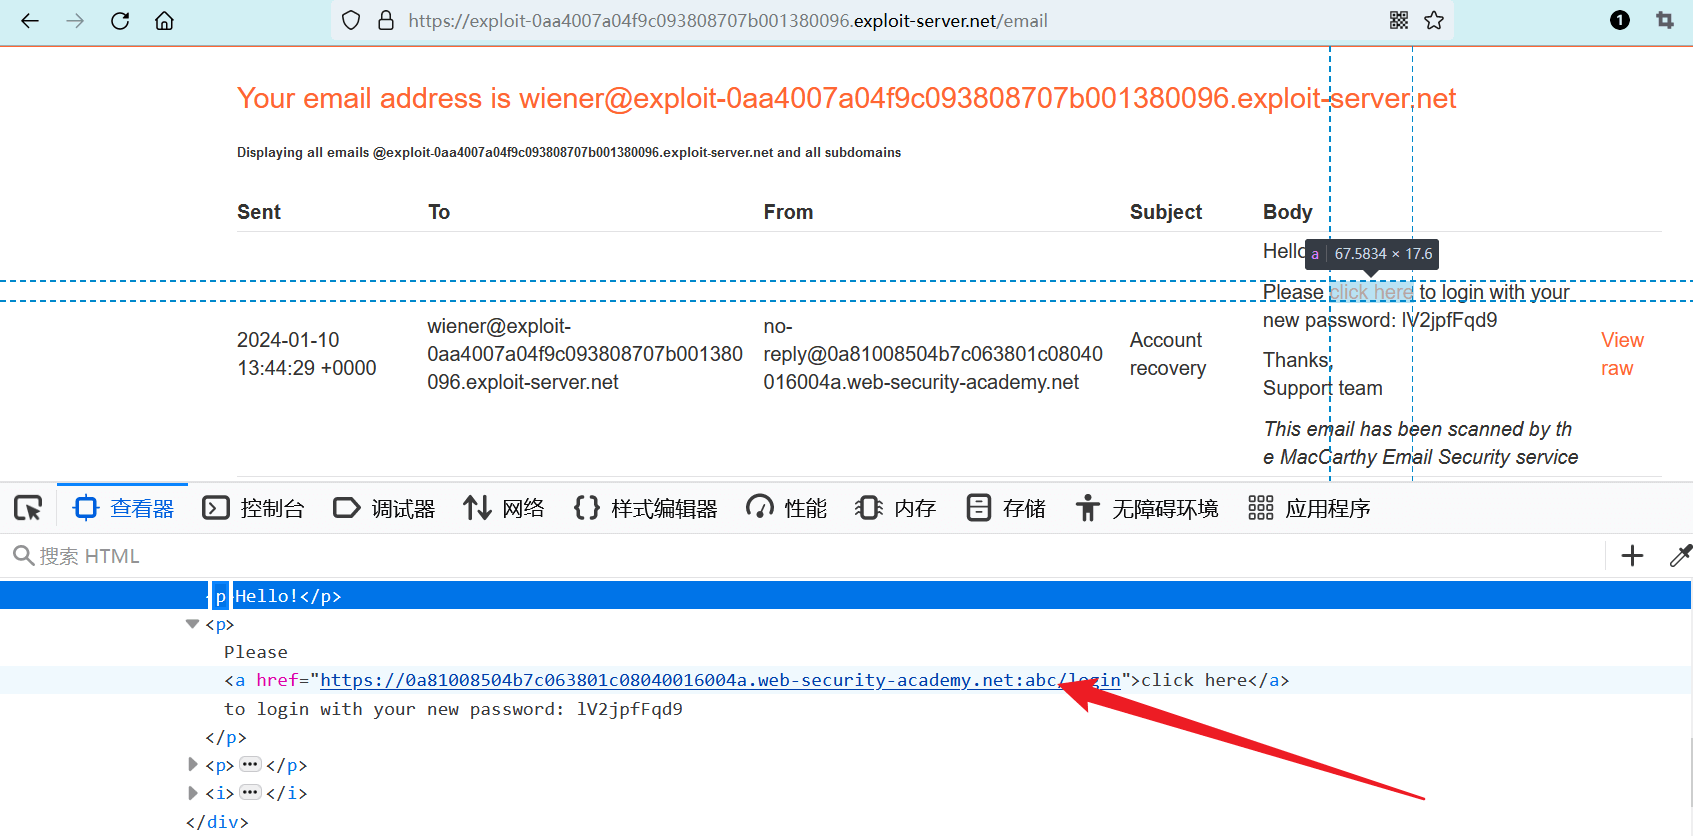 https://exploit-0aa4007a04f9c093808707b001380096.exploit-server.net/email
1
Your email address is wiener@exploit-0aa4007a04f9c093808707b001380096.exploit-server.net
Displaying all emails @exploit-0aa4007a04f9c093808707b001380096.exploit-server.net and all subdomains
Sent To From Subject Body
Hello
a 67.5834 × 17.6
Please click here to login with your
new password: lV2jpfFqd9
2024-01-10
13:44:29 +0000
wiener@exploit-
0aa4007a04f9c093808707b001380
096.exploit-server.net
no-
reply@0a81008504b7c063801c08040
016004a.web-security-academy.net
Account
recovery
Thanks,
Support team
This email has been scanned by th
e MacCarthy Email Security service
View
raw
查看器 控制台 调试器 网络 {} 样式编辑器 性能 内存 存储 无障碍环境 应用程序
搜索 HTML
<p>Hello!</p>
<p>
Please
<a href="https://0a81008504b7c063801c08040016004a.web-security-academy.net:abc/login">click here</a>
to login with your new password: lV2jpfFqd9
</p>
<p>•••</p>
<i>•••</i>
</div>